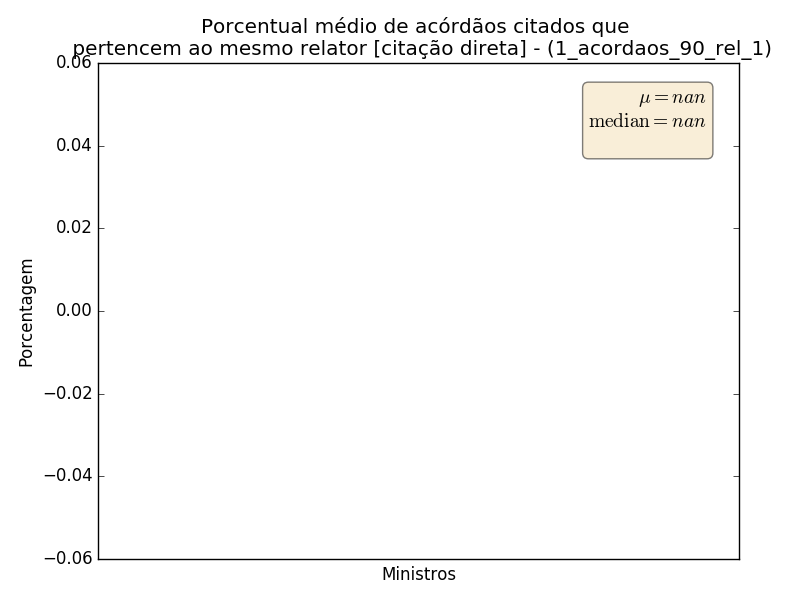 Porcentual médio de acórdãos citados que
pertencem ao mesmo relator [citação direta] - (1_acordaos_90_rel_1)
0.06
μ = nan
median = nan
0.04
0.02
0.00
−0.02
−0.04
−0.06
Porcentagem
Ministros